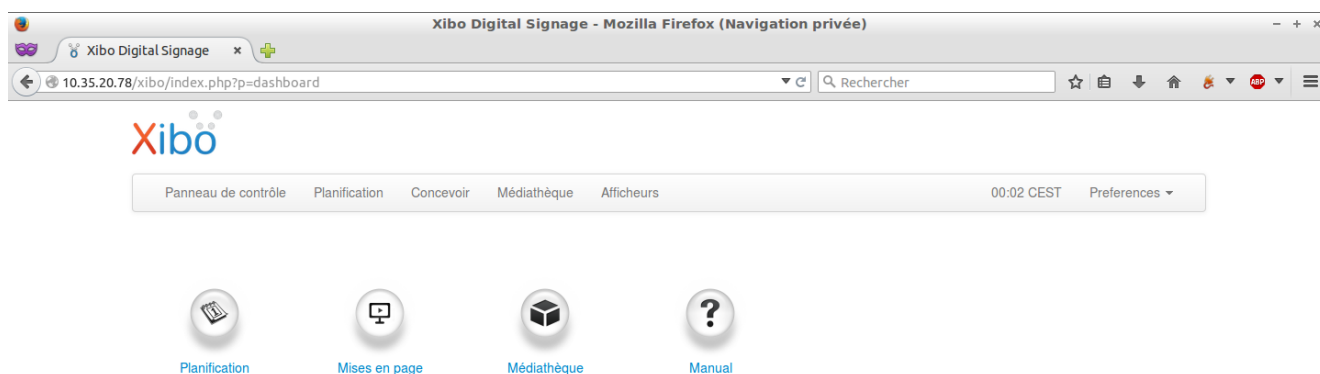 Xibo Digital Signage - Mozilla Firefox (Navigation privée)
Xibo Digital Signage
10.35.20.78/xibo/index.php?p=dashboard Rechercher ABP
Xibo
Panneau de contrôle Planification Concevoir Médiathèque Afficheurs 00:02 CEST Preferences
Planification Mises en page Médiathèque Manual